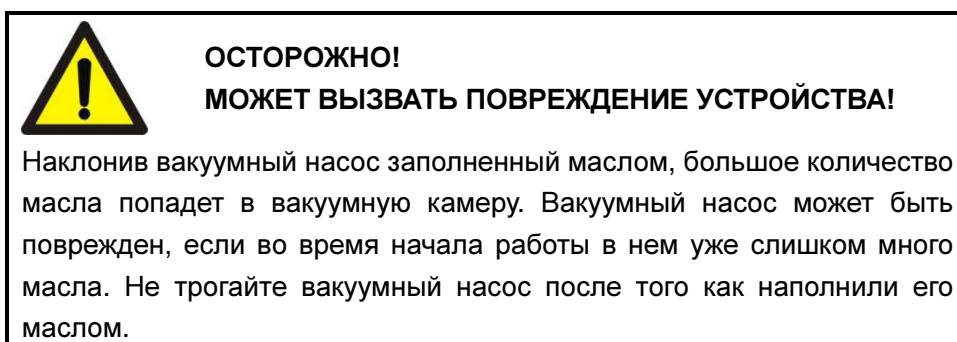 ОСТОРОЖНО!
МОЖЕТ ВЫЗВАТЬ ПОВРЕЖДЕНИЕ УСТРОЙСТВА!
Наклонив вакуумный насос заполненный маслом, большое количество
масла попадет в вакуумную камеру. Вакуумный насос может быть
поврежден, если во время начала работы в нем уже слишком много
масла. Не трогайте вакуумный насос после того как наполнили его
маслом.